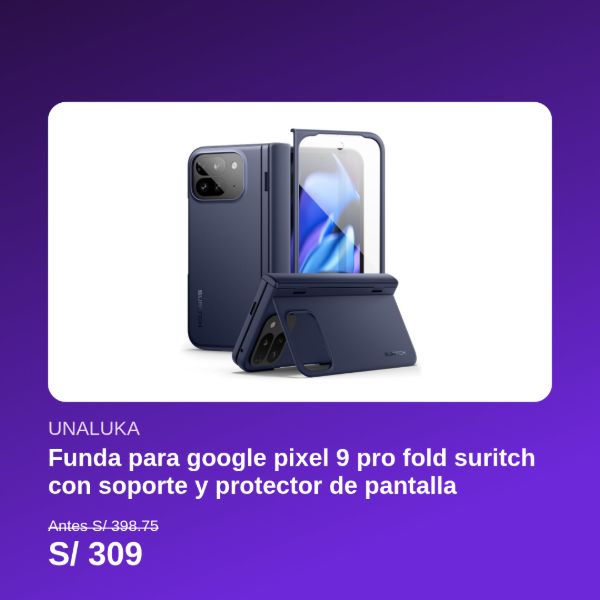 UNALUKA
Funda para google pixel 9 pro fold suritch
con soporte y protector de pantalla
Antes S/ 398.75
S/ 309